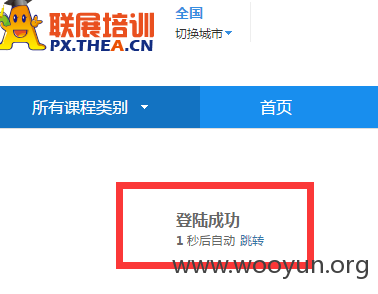 联展培训
PX.THEA.CN
全国
切换城市
所有课程类别
首页
登陆成功
1 秒后自动 跳转
www.wooyun.org